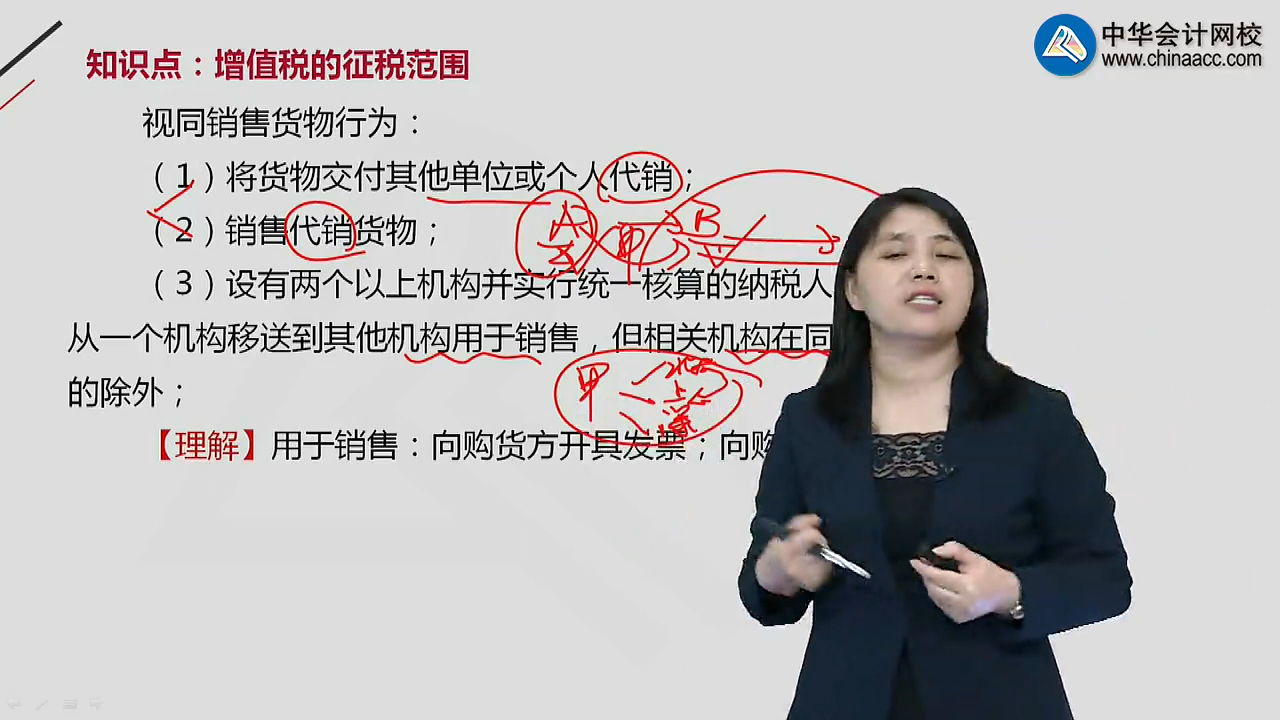 中华会计网校
www.chinaacc.com
知识点：增值税的征税范围
视同销售货物行为：
（1）将货物交付其他单位或个人代销；
（2）销售代销货物；
A B
甲
（3）设有两个以上机构并实行统一核算的纳税人
从一个机构移送到其他机构用于销售，但相关机构在同
甲
的除外；
【理解】用于销售：向购货方开具发票；向购